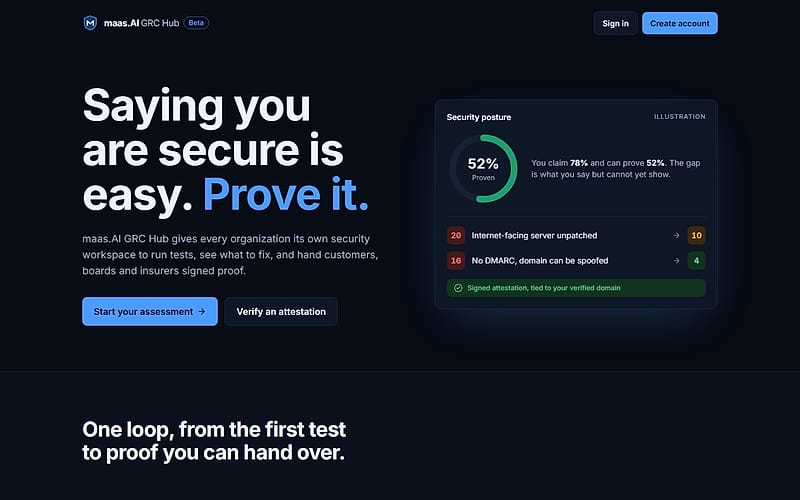 maas.AI GRC Hub Beta
Sign in
Create account
Saying you
are secure is
easy. Prove it.
maas.AI GRC Hub gives every organization its own security
workspace to run tests, see what to fix, and hand customers,
boards and insurers signed proof.
Start your assessment →
Verify an attestation
Security posture
ILLUSTRATION
52%
Proven
You claim 78% and can prove 52%. The gap
is what you say but cannot yet show.
20 Internet-facing server unpatched → 10
16 No DMARC, domain can be spoofed → 4
Signed attestation, tied to your verified domain
One loop, from the first test
to proof you can hand over.